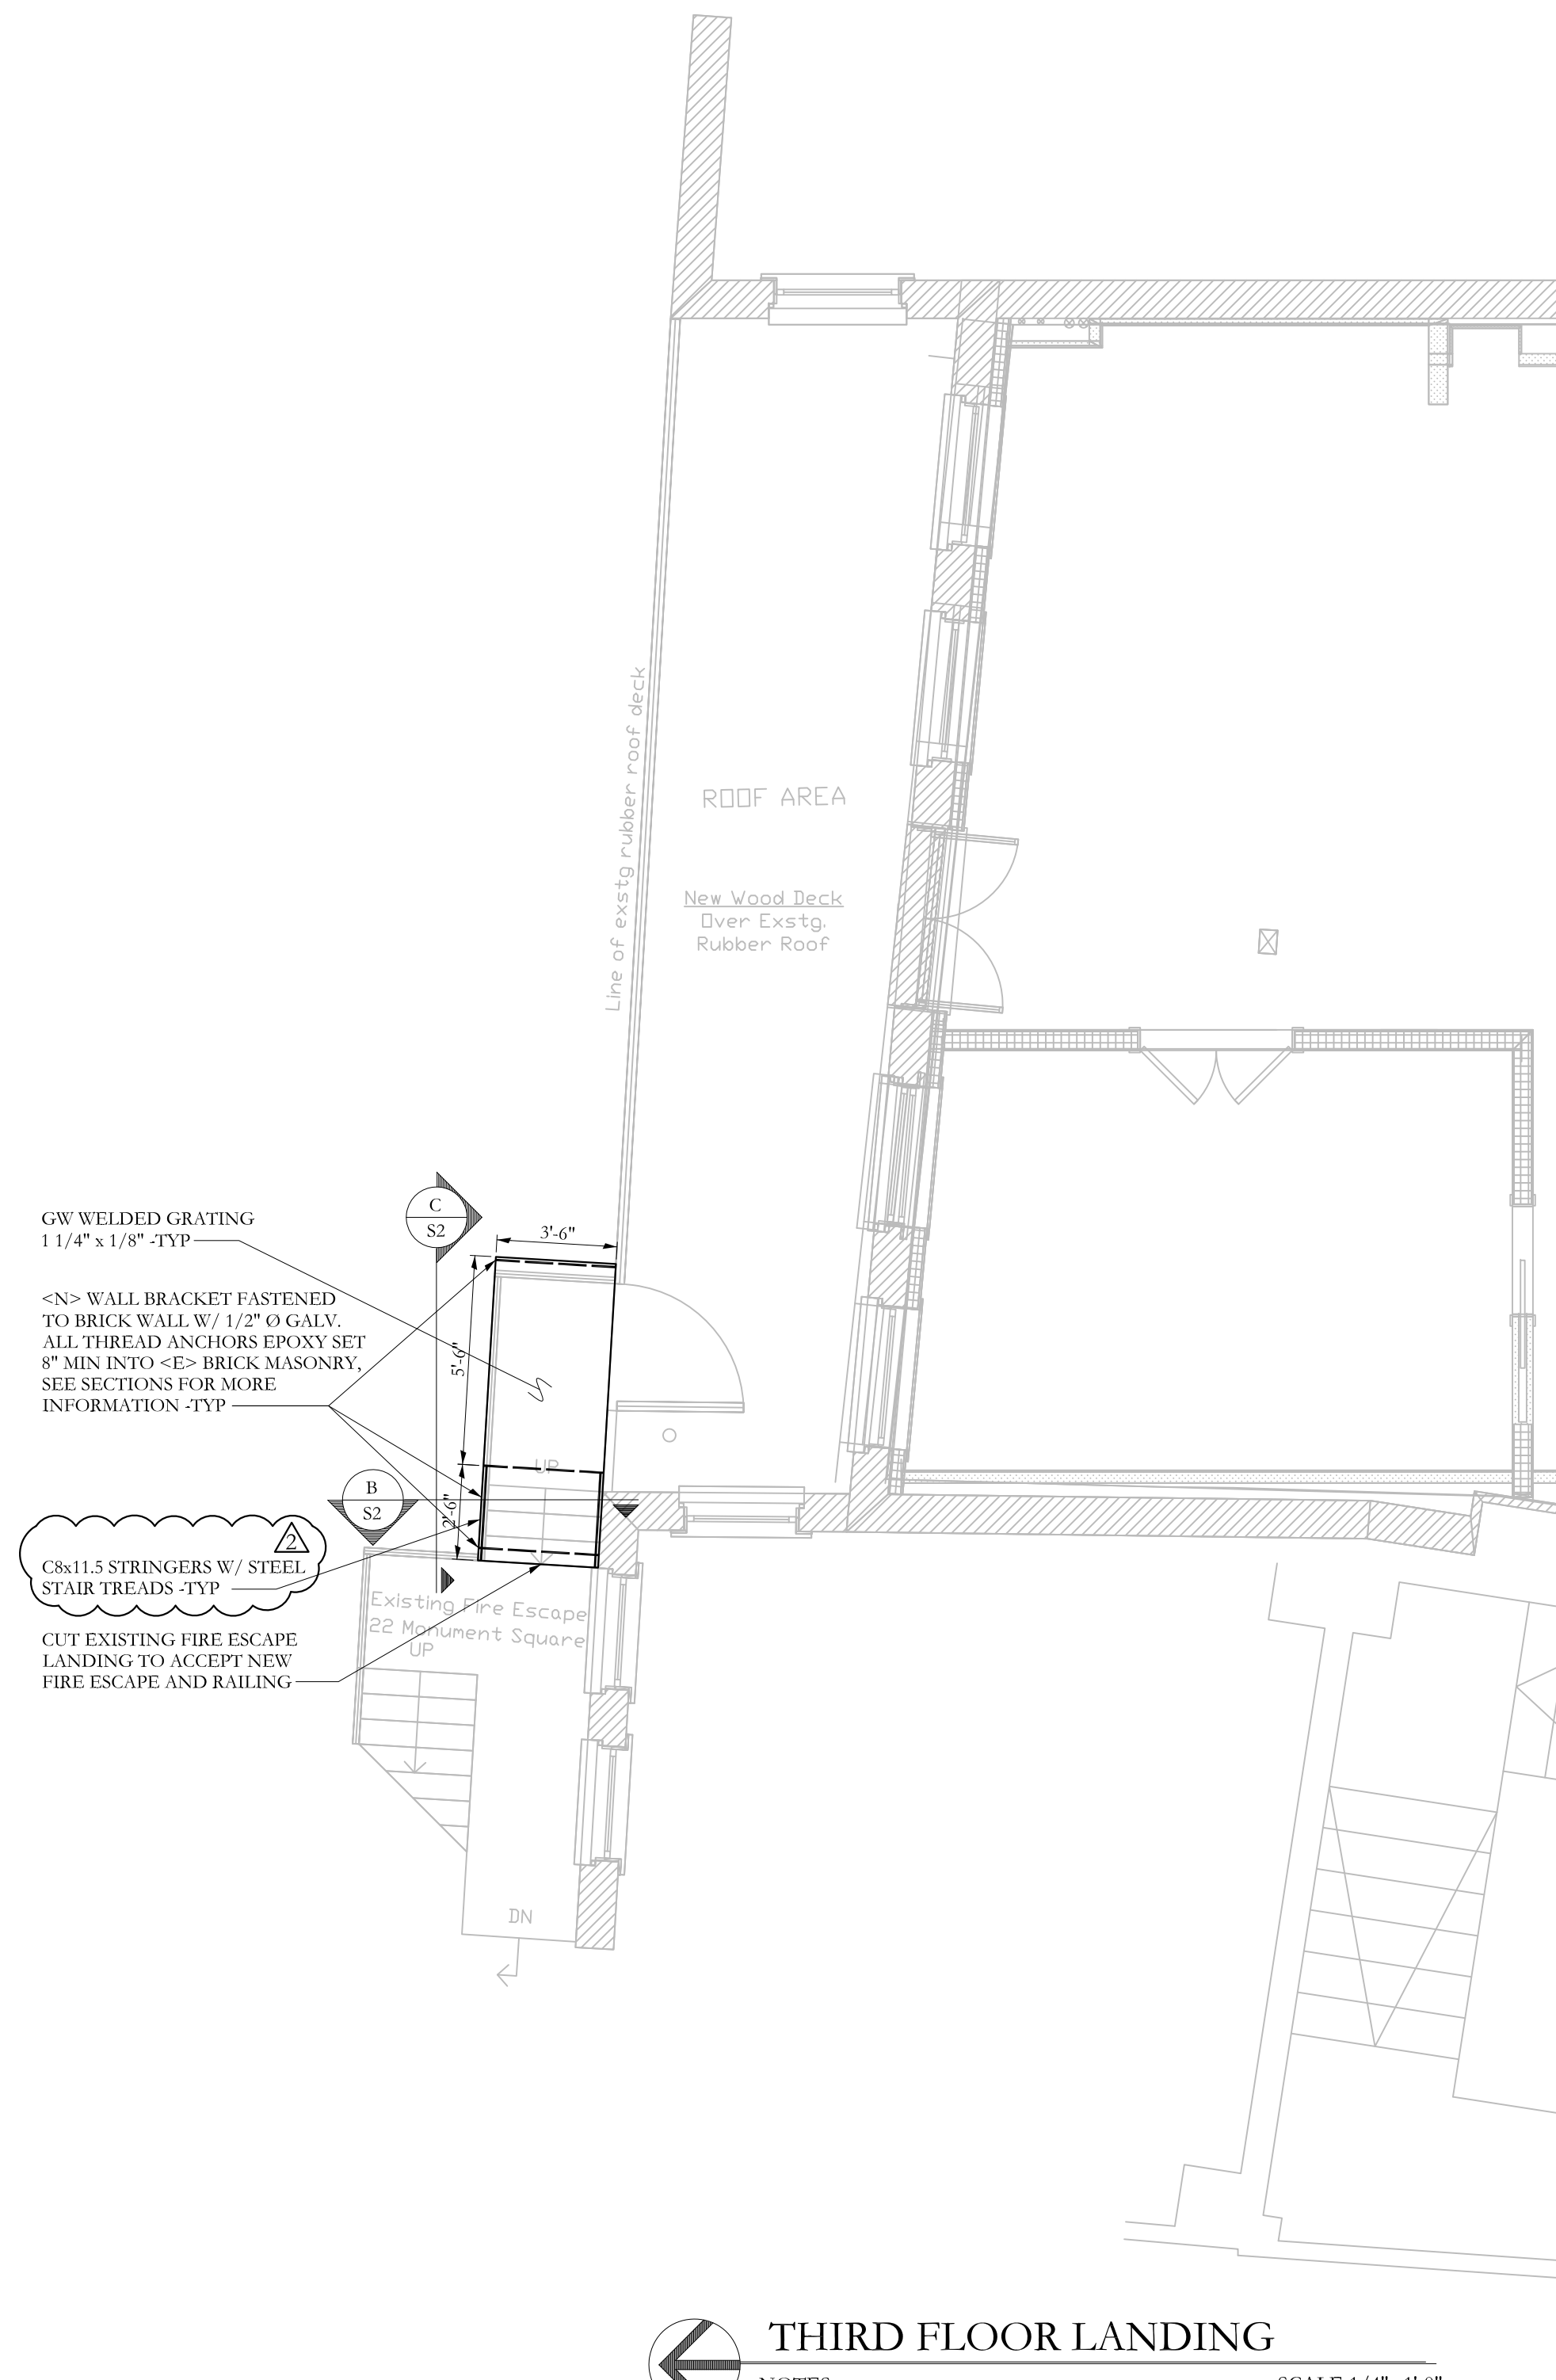 ROOF AREA
Line of exstg rubber roof deck
New Wood Deck
Over Exstg.
Rubber Roof
C
S2
GW WELDED GRATING
1 1/4" x 1/8" -TYP
3'-6"
<N> WALL BRACKET FASTENED
TO BRICK WALL W/ 1/2" Ø GALV.
ALL THREAD ANCHORS EPOXY SET
8" MIN INTO <E> BRICK MASONRY,
SEE SECTIONS FOR MORE
INFORMATION -TYP
5'-6"
UP
B
S2
2'-6"
2
C8x11.5 STRINGERS W/ STEEL
STAIR TREADS -TYP
Existing Fire Escape
22 Monument Square
UP
CUT EXISTING FIRE ESCAPE
LANDING TO ACCEPT NEW
FIRE ESCAPE AND RAILING
DN
THIRD FLOOR LANDING